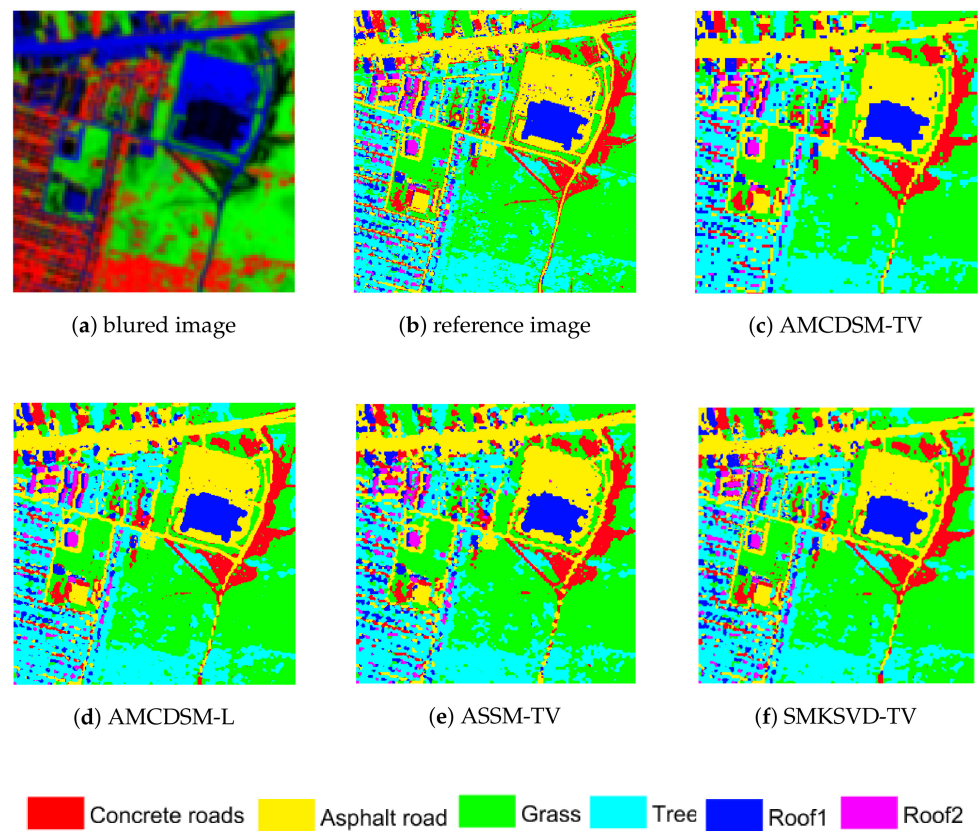 (a) blured image
(b) reference image
(c) AMCDSM-TV
(d) AMCDSM-L
(e) ASSM-TV
(f) SMKSVD-TV
Concrete roads
Asphalt road
Grass
Tree
Roof1
Roof2